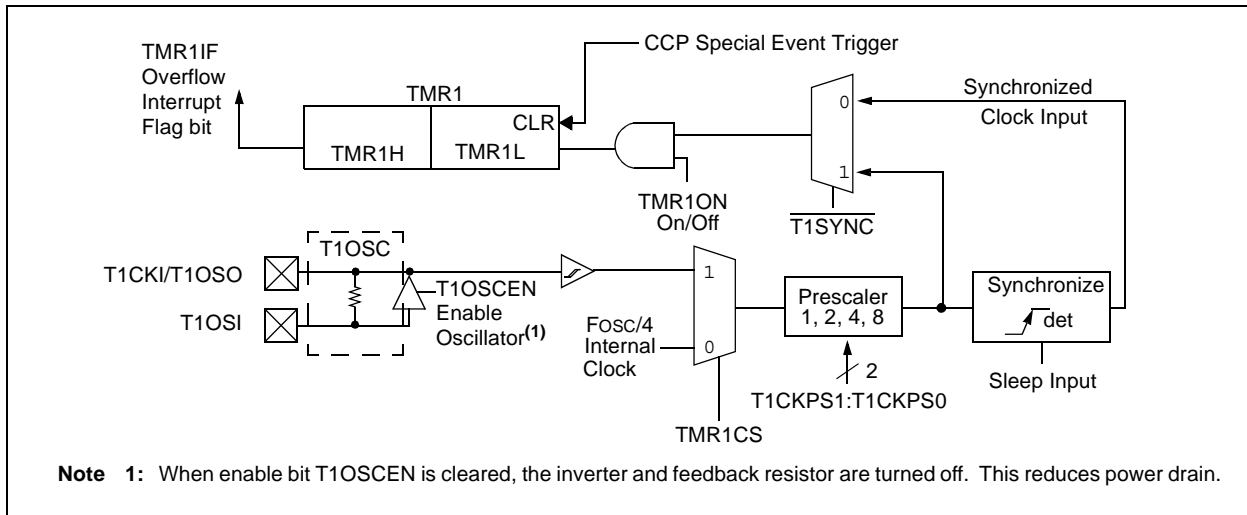 TMR1IF
Overflow
Interrupt
Flag bit
TMR1
CCP Special Event Trigger
CLR
TMR1H
TMR1L
TMR1ON
On/Off
0
1
T1SYNC
Synchronized
Clock Input
T1OSC
T1CKI/T1OSO
T1OSI
T1OSCEN
Enable
Oscillator(1)
FOSC/4
Internal
Clock
1
0
TMR1CS
Prescaler
1, 2, 4, 8
2
T1CKPS1:T1CKPS0
Synchronize
det
Sleep Input
Note 1: When enable bit T1OSCEN is cleared, the inverter and feedback resistor are turned off. This reduces power drain.